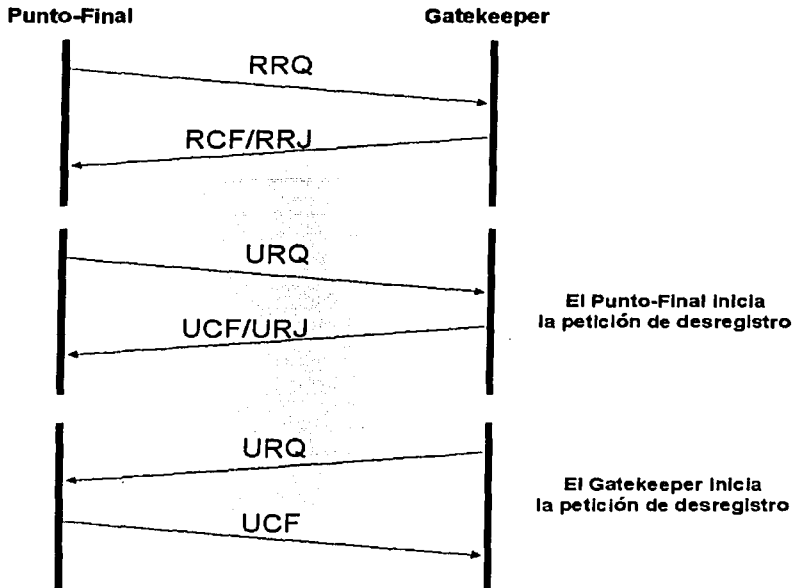 Punto-Final
Gatekeeper
RRQ
RCF/RRJ
URQ
El Punto-Final inicia
la petición de desregistro
UCF/URJ
URQ
El Gatekeeper inicia
la petición de desregistro
UCF